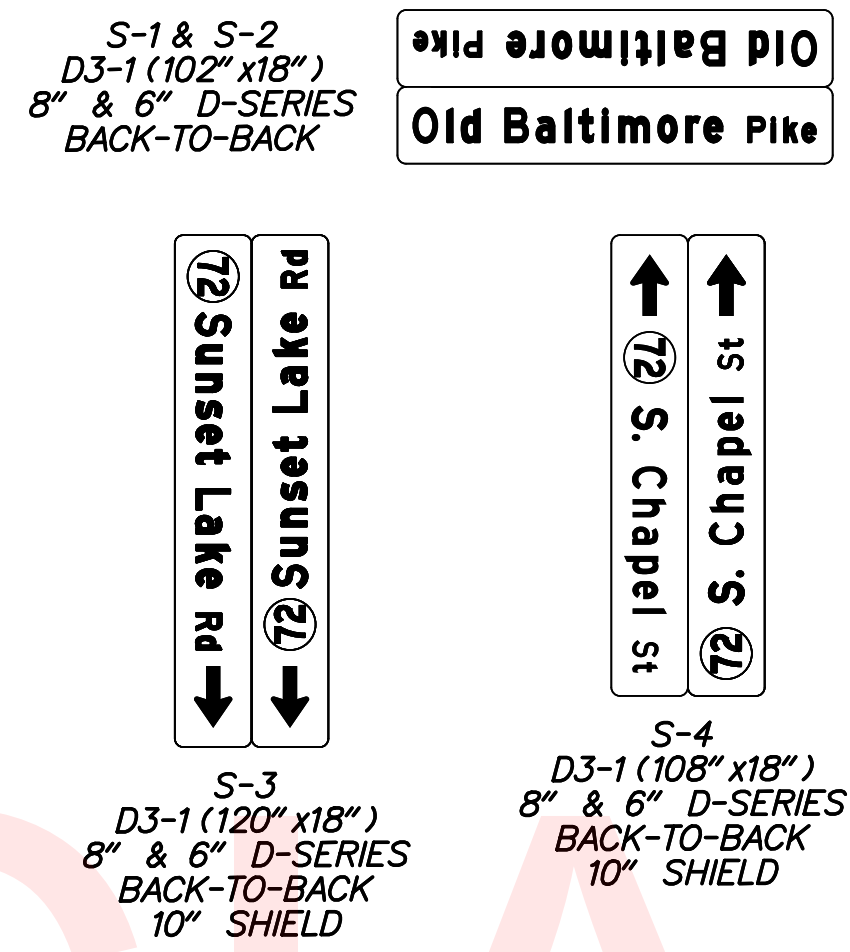 S-1 & S-2
D3-1 (102" x18")
8" & 6" D-SERIES
BACK-TO-BACK
Old Baltimore Pike
Old Baltimore Pike
72 Sunset Lake Rd
72 Sunset Lake Rd
S-3
D3-1 (120" x18")
8" & 6" D-SERIES
BACK-TO-BACK
10" SHIELD
72 S. Chapel St
72 S. Chapel St
S-4
D3-1 (108" x18")
8" & 6" D-SERIES
BACK-TO-BACK
10" SHIELD